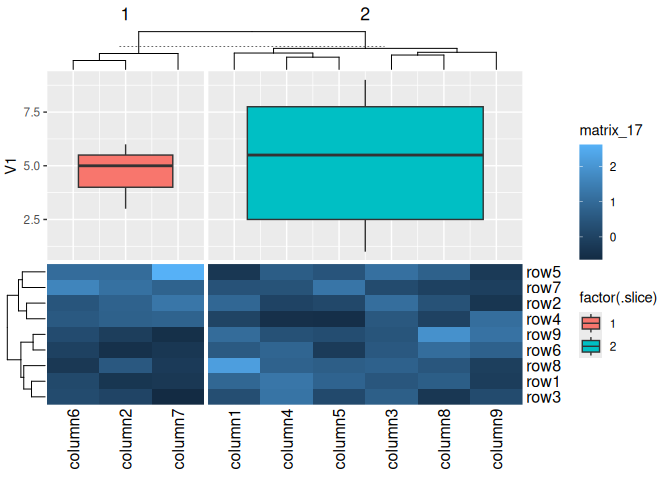 1
2
7.5
5.0
2.5
V1
matrix_17
2
1
0
factor(.slice)
1
2
row5
row7
row2
row4
row9
row6
row8
row1
row3
column6
column2
column7
column1
column4
column5
column3
column8
column9